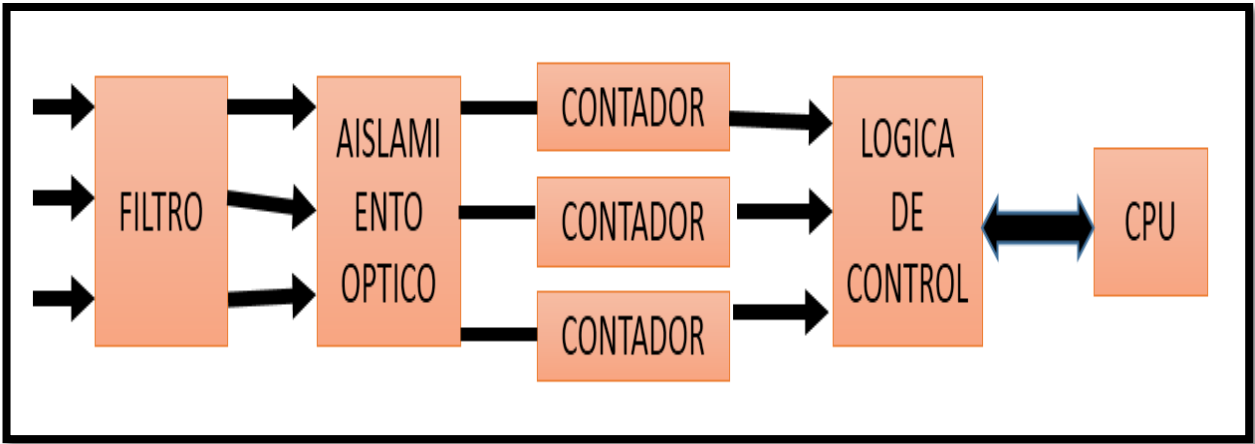 FILTRO
AISLAMI
ENTO
OPTICO
CONTADOR
CONTADOR
CONTADOR
LOGICA
DE
CONTROL
CPU